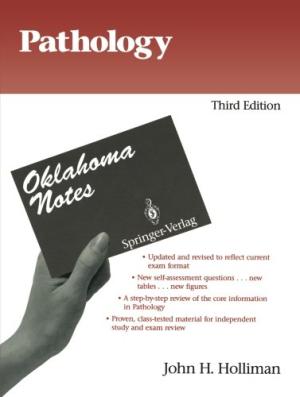 Pathology
Third Edition
Oklahoma
Notes
Springer-Verlag
• Updated and revised to reflect current
exam format
• New self-assessment questions . . . new
tables . . . new figures
• A step-by-step review of the core information
in Pathology
• Proven, class-tested material for independent
study and exam review
John H. Holliman